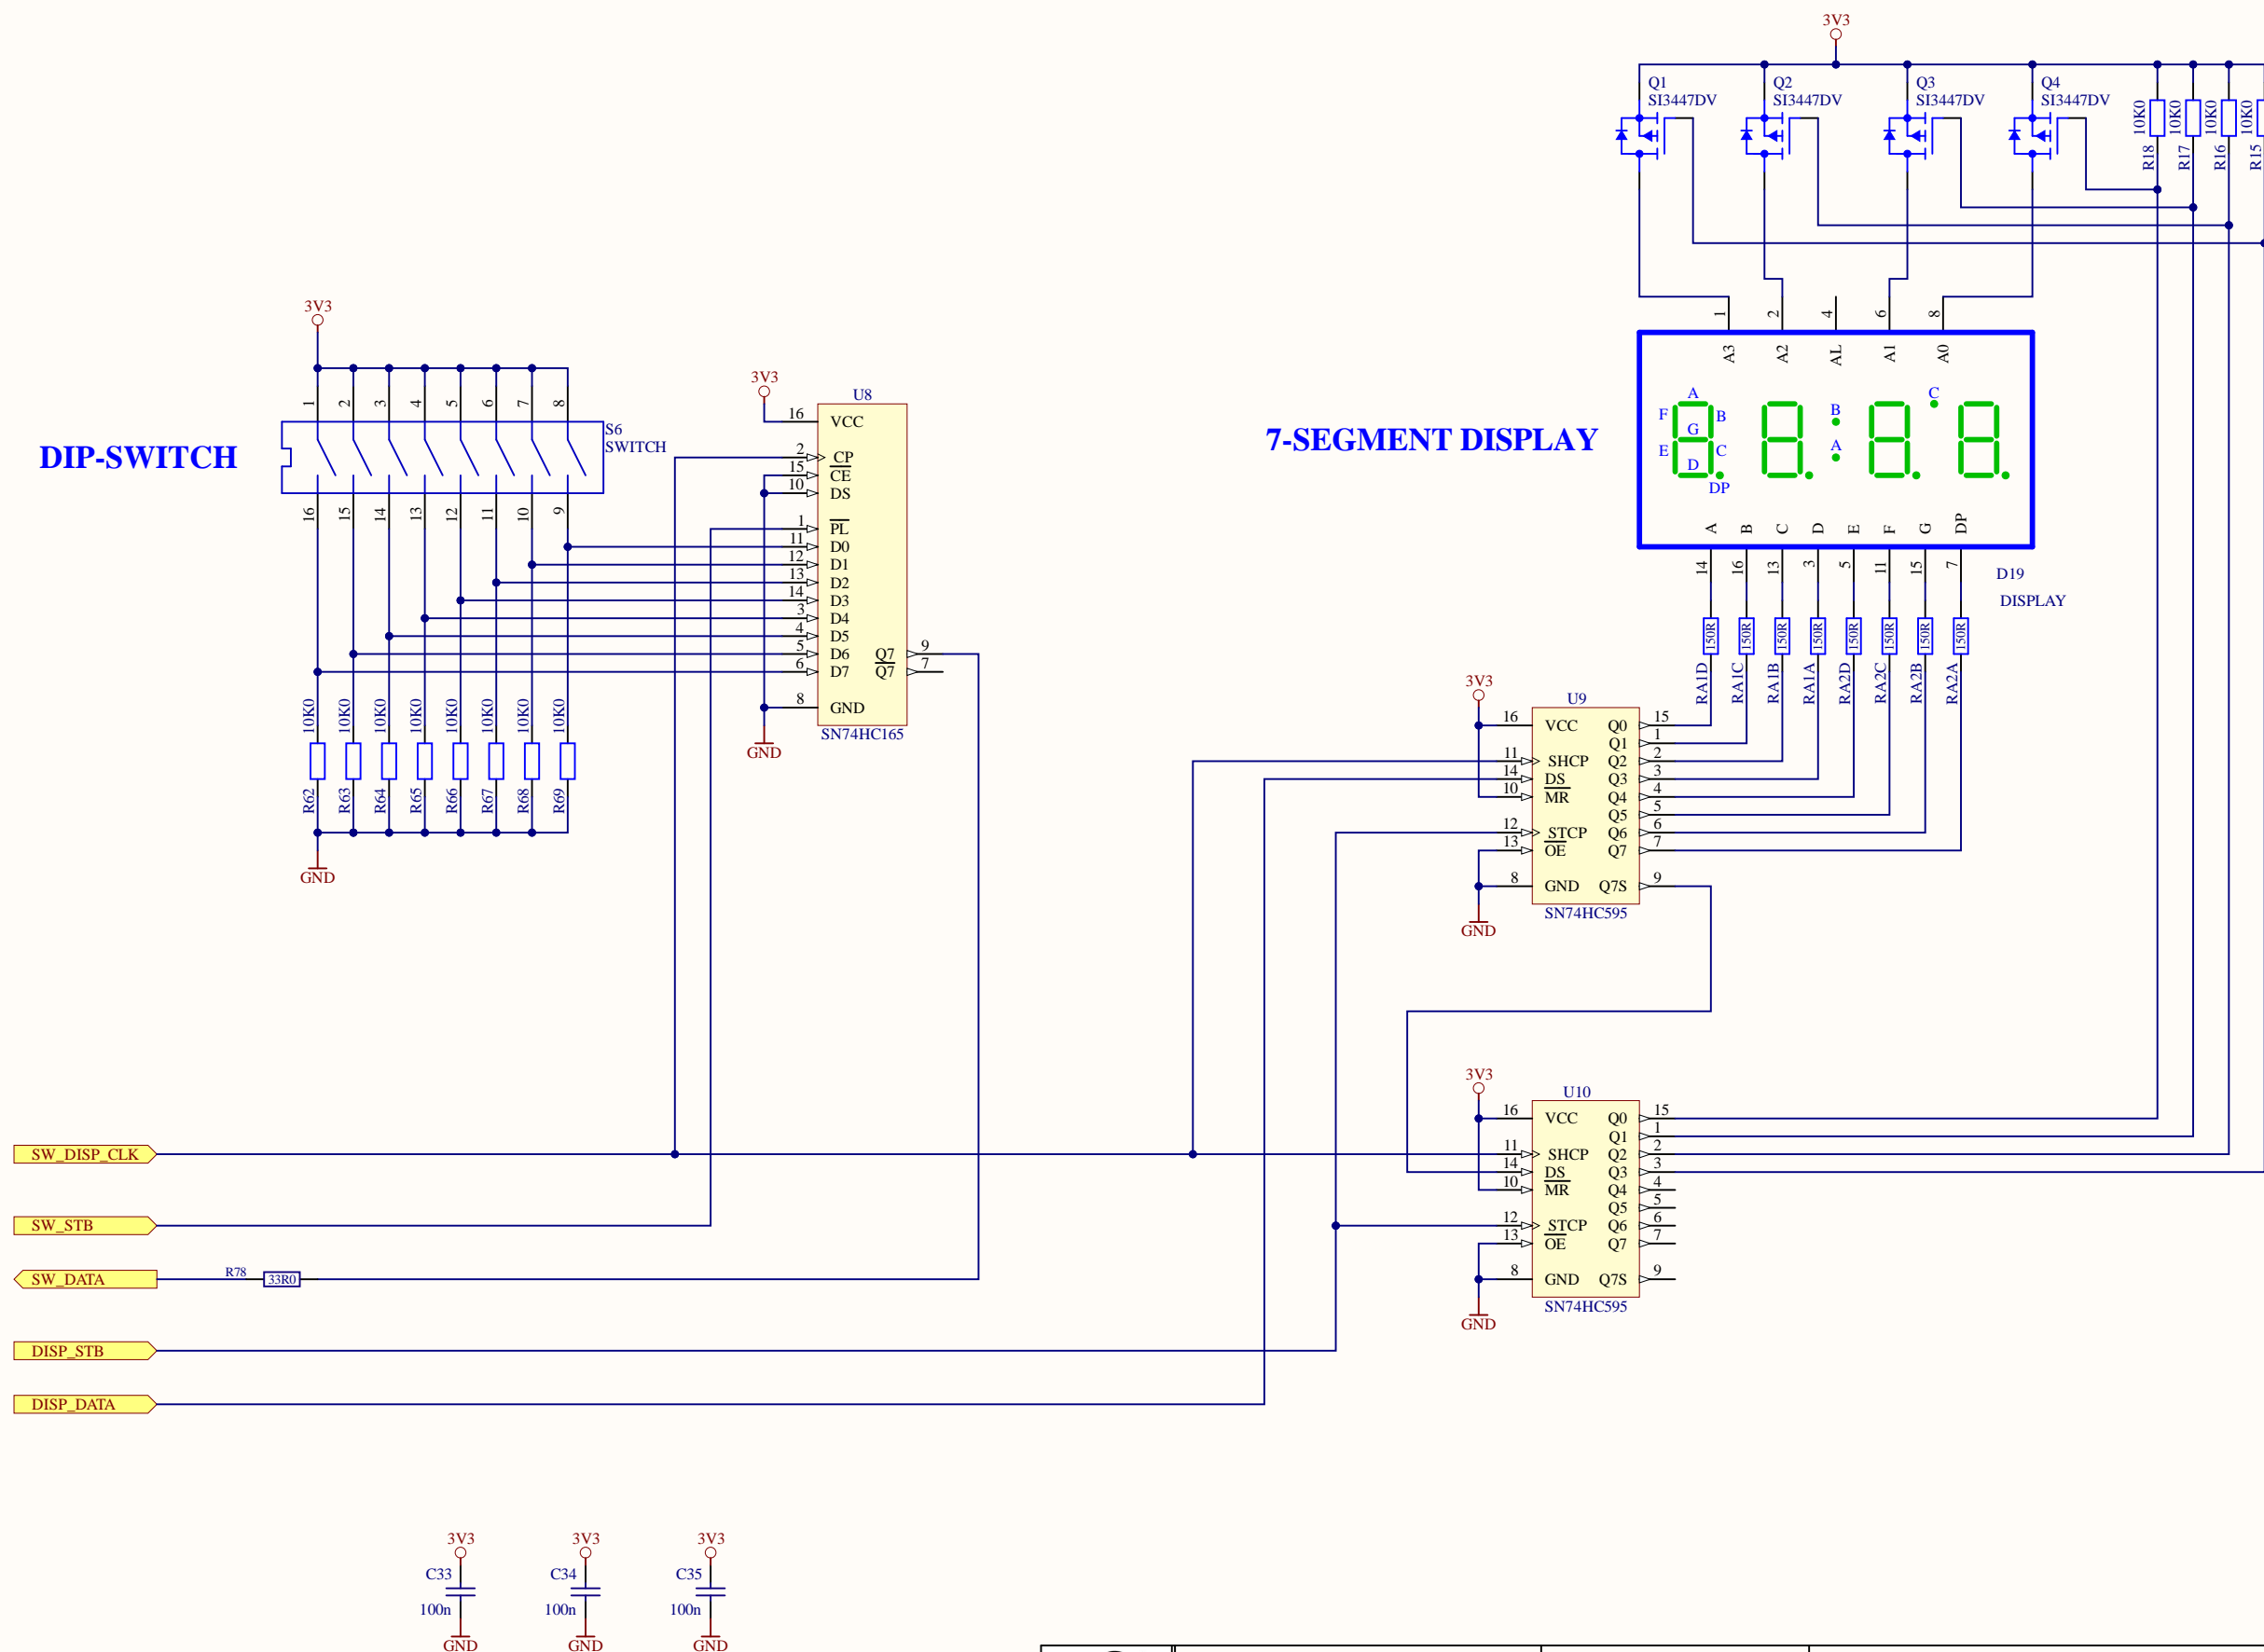 3V3
Q1
SI3447DV
Q2
SI3447DV
Q3
SI3447DV
Q4
SI3447DV
10K0
10K0
10K0
10K0
R18
R17
R16
R15
1
2
4
6
8
A3
A2
AL
A1
A0
A
F
B
G
E
C
D
DP
B
A
C
7-SEGMENT DISPLAY
A
B
C
D
E
F
G
DP
14
16
13
3
5
11
15
7
D19
DISPLAY
150R
150R
150R
150R
150R
150R
150R
150R
RA1D
RA1C
RA1B
RA1A
RA2D
RA2C
RA2B
RA2A
3V3
1
2
3
4
5
6
7
8
DIP-SWITCH
S6
SWITCH
16
15
14
13
12
11
10
9
10K0
10K0
10K0
10K0
10K0
10K0
10K0
10K0
R62
R63
R64
R65
R66
R67
R68
R69
GND
3V3
U8
16 VCC
2 CP
15 CE
10 DS
1 PL
11 D0
12 D1
13 D2
14 D3
3 D4
4 D5
5 D6 Q7 9
6 D7 Q7 7
8 GND
SN74HC165
GND
3V3
U9
16 VCC Q0 15
Q1 1
11 SHCP Q2 2
14 DS Q3 3
10 MR Q4 4
Q5 5
12 STCP Q6 6
13 OE Q7 7
8 GND Q7S 9
SN74HC595
GND
3V3
U10
16 VCC Q0 15
Q1 1
11 SHCP Q2 2
14 DS Q3 3
10 MR Q4 4
Q5 5
12 STCP Q6 6
13 OE Q7 7
8 GND Q7S 9
SN74HC595
GND
SW_DISP_CLK
SW_STB
SW_DATA
R78
33R0
DISP_STB
DISP_DATA
3V3
C33
100n
GND
3V3
C34
100n
GND
3V3
C35
100n
GND